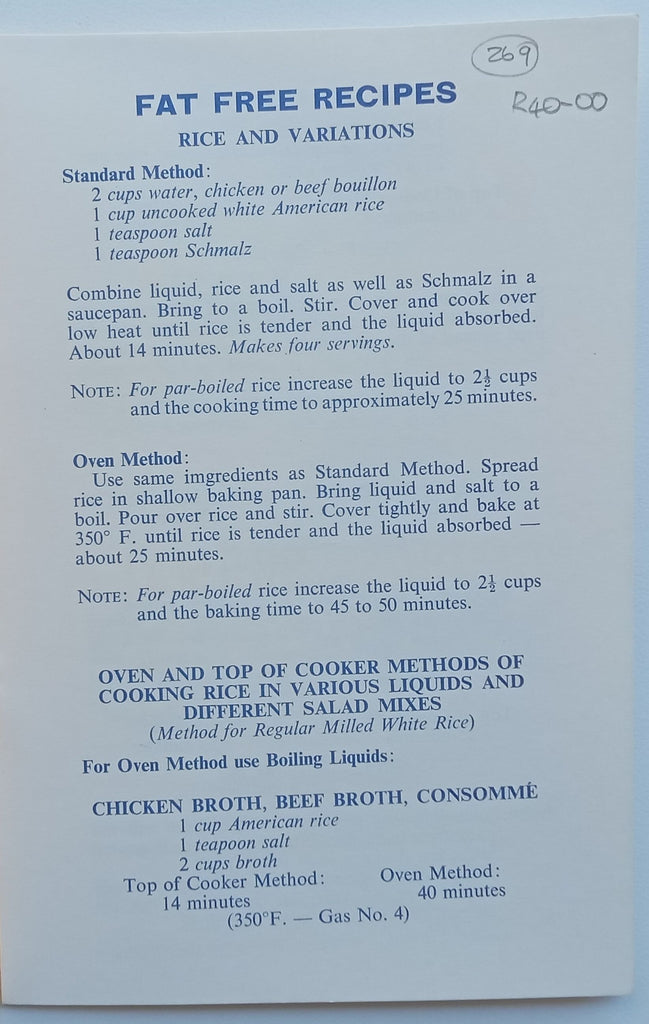 269
R40-00
FAT FREE RECIPES
RICE AND VARIATIONS
Standard Method:
2 cups water, chicken or beef bouillon
1 cup uncooked white American rice
1 teaspoon salt
1 teaspoon Schmalz
Combine liquid, rice and salt as well as Schmalz in a
saucepan. Bring to a boil. Stir. Cover and cook over
low heat until rice is tender and the liquid absorbed.
About 14 minutes. Makes four servings.
NOTE: For par-boiled rice increase the liquid to 2½ cups
and the cooking time to approximately 25 minutes.
Oven Method:
Use same imgredients as Standard Method. Spread
rice in shallow baking pan. Bring liquid and salt to a
boil. Pour over rice and stir. Cover tightly and bake at
350° F. until rice is tender and the liquid absorbed —
about 25 minutes.
NOTE: For par-boiled rice increase the liquid to 2½ cups
and the baking time to 45 to 50 minutes.
OVEN AND TOP OF COOKER METHODS OF
COOKING RICE IN VARIOUS LIQUIDS AND
DIFFERENT SALAD MIXES
(Method for Regular Milled White Rice)
For Oven Method use Boiling Liquids:
CHICKEN BROTH, BEEF BROTH, CONSOMMÉ
1 cup American rice
1 teapoon salt
2 cups broth
Top of Cooker Method: Oven Method:
14 minutes 40 minutes
(350°F. — Gas No. 4)